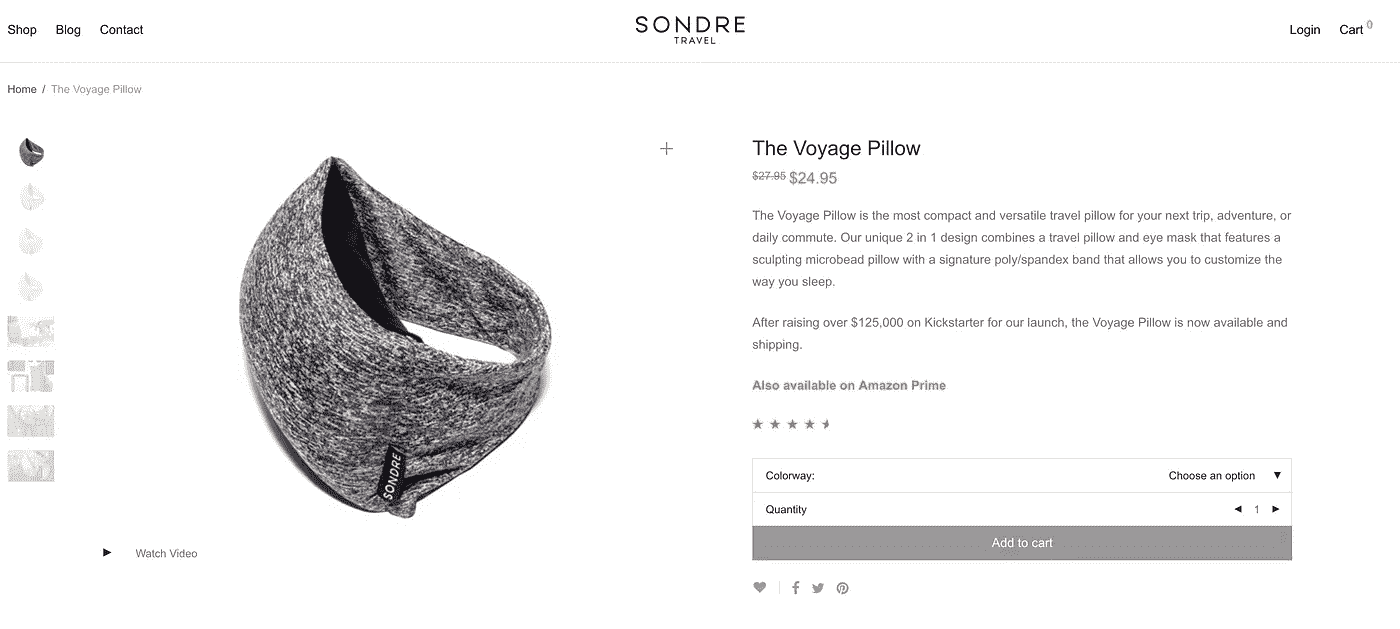 Shop Blog Contact
SONDRE
TRAVEL
Login Cart 0
Home / The Voyage Pillow
The Voyage Pillow
$27.95 $24.95
The Voyage Pillow is the most compact and versatile travel pillow for your next trip, adventure, or
daily commute. Our unique 2 in 1 design combines a travel pillow and eye mask that features a
sculpting microbead pillow with a signature poly/spandex band that allows you to customize the
way you sleep.
After raising over $125,000 on Kickstarter for our launch, the Voyage Pillow is now available and
shipping.
Also available on Amazon Prime
Colorway: Choose an option
Quantity 1
Add to cart
SONDRE
Watch Video